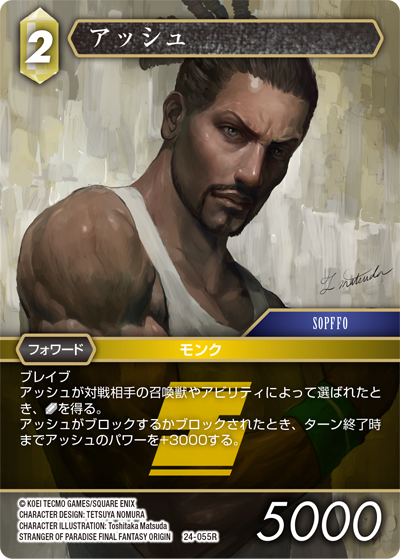 2
アッシュ
L matsuda
SOPFFO
フォワード
モンク
ブレイブ
アッシュが対戦相手の召喚獣やアビリティによって選ばれたと
き、を得る。
アッシュがブロックするかブロックされたとき、ターン終了時
までアッシュのパワーを+3000する。
© KOEI TECMO GAMES/SQUARE ENIX
CHARACTER DESIGN: TETSUYA NOMURA
CHARACTER ILLUSTRATION: Toshitaka Matsuda
STRANGER OF PARADISE FINAL FANTASY ORIGIN
24-055R
5000